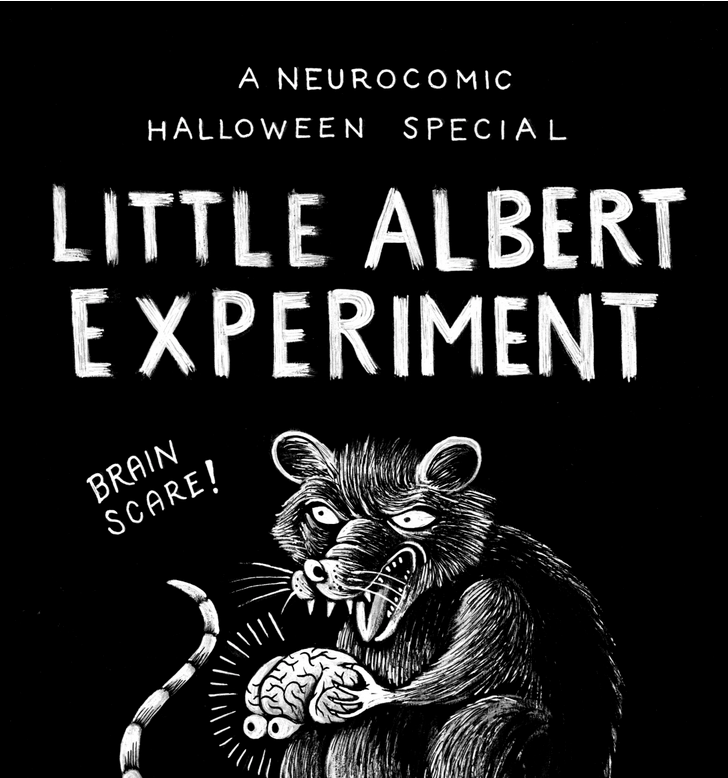 A NEUROCOMIC
HALLOWEEN SPECIAL
LITTLE ALBERT
EXPERIMENT
BRAIN
SCARE!